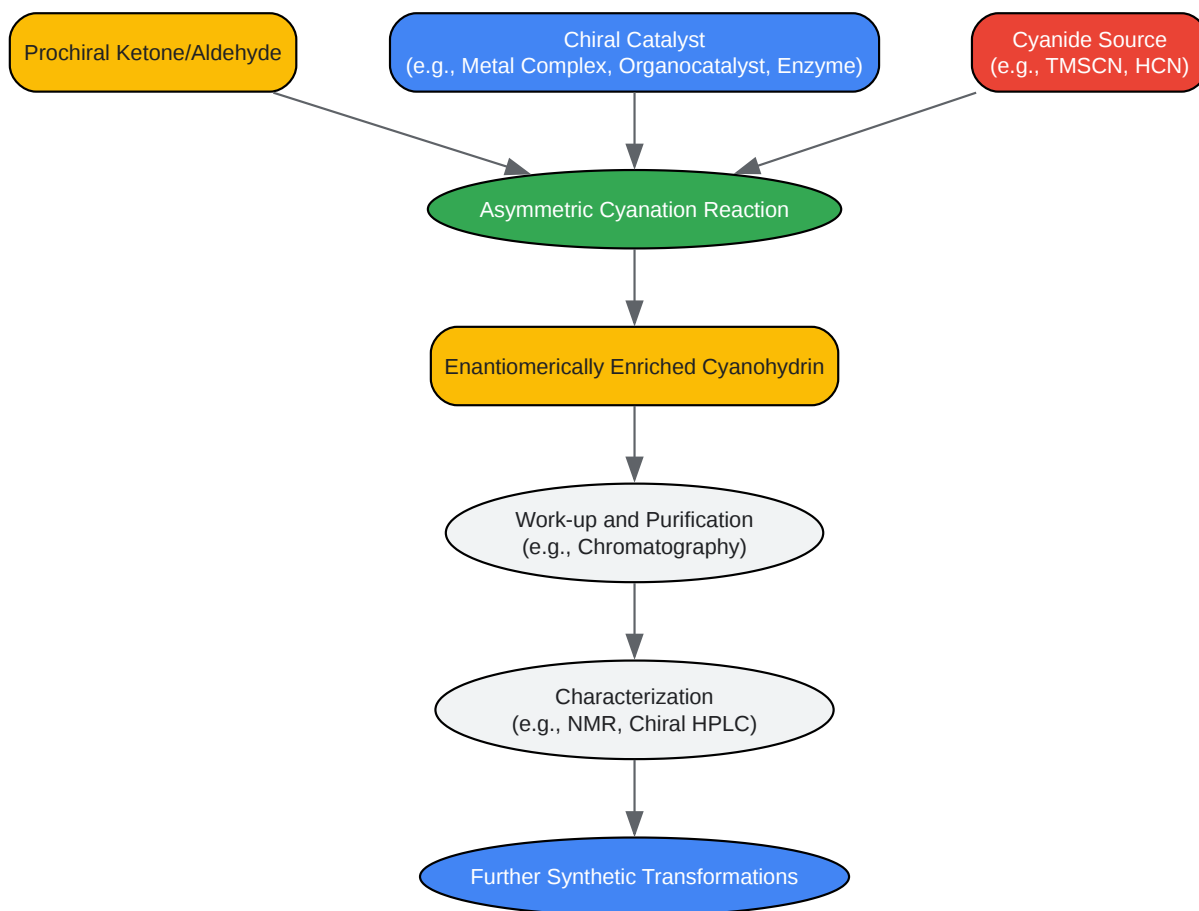 Prochiral Ketone/Aldehyde
Chiral Catalyst
(e.g., Metal Complex, Organocatalyst, Enzyme)
Cyanide Source
(e.g., TMSCN, HCN)
Asymmetric Cyanation Reaction
Enantiomerically Enriched Cyanohydrin
Work-up and Purification
(e.g., Chromatography)
Characterization
(e.g., NMR, Chiral HPLC)
Further Synthetic Transformations